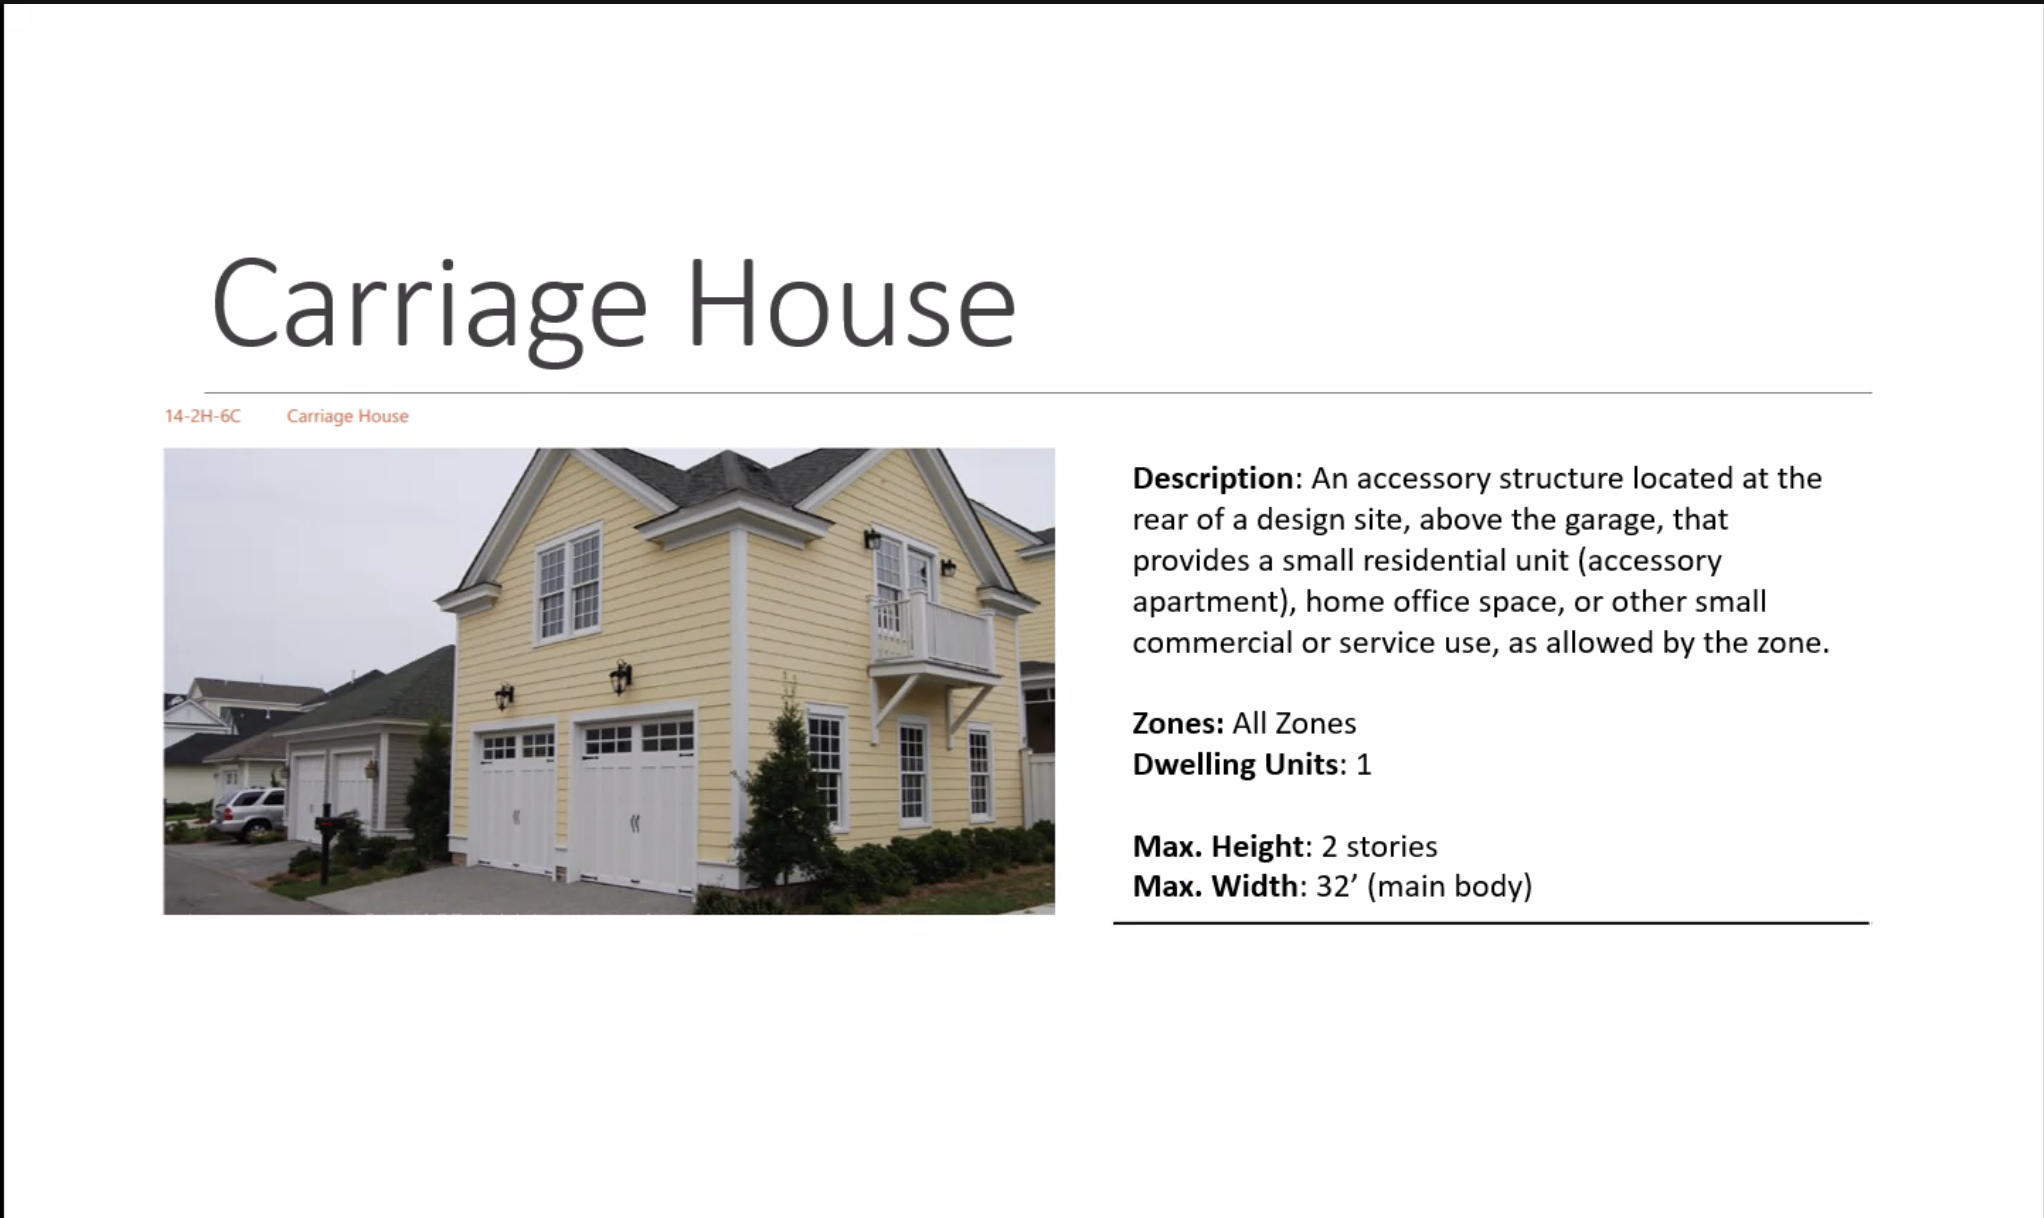 Carriage House
14-2H-6C Carriage House
Description: An accessory structure located at the
rear of a design site, above the garage, that
provides a small residential unit (accessory
apartment), home office space, or other small
commercial or service use, as allowed by the zone.
Zones: All Zones
Dwelling Units: 1
Max. Height: 2 stories
Max. Width: 32’ (main body)